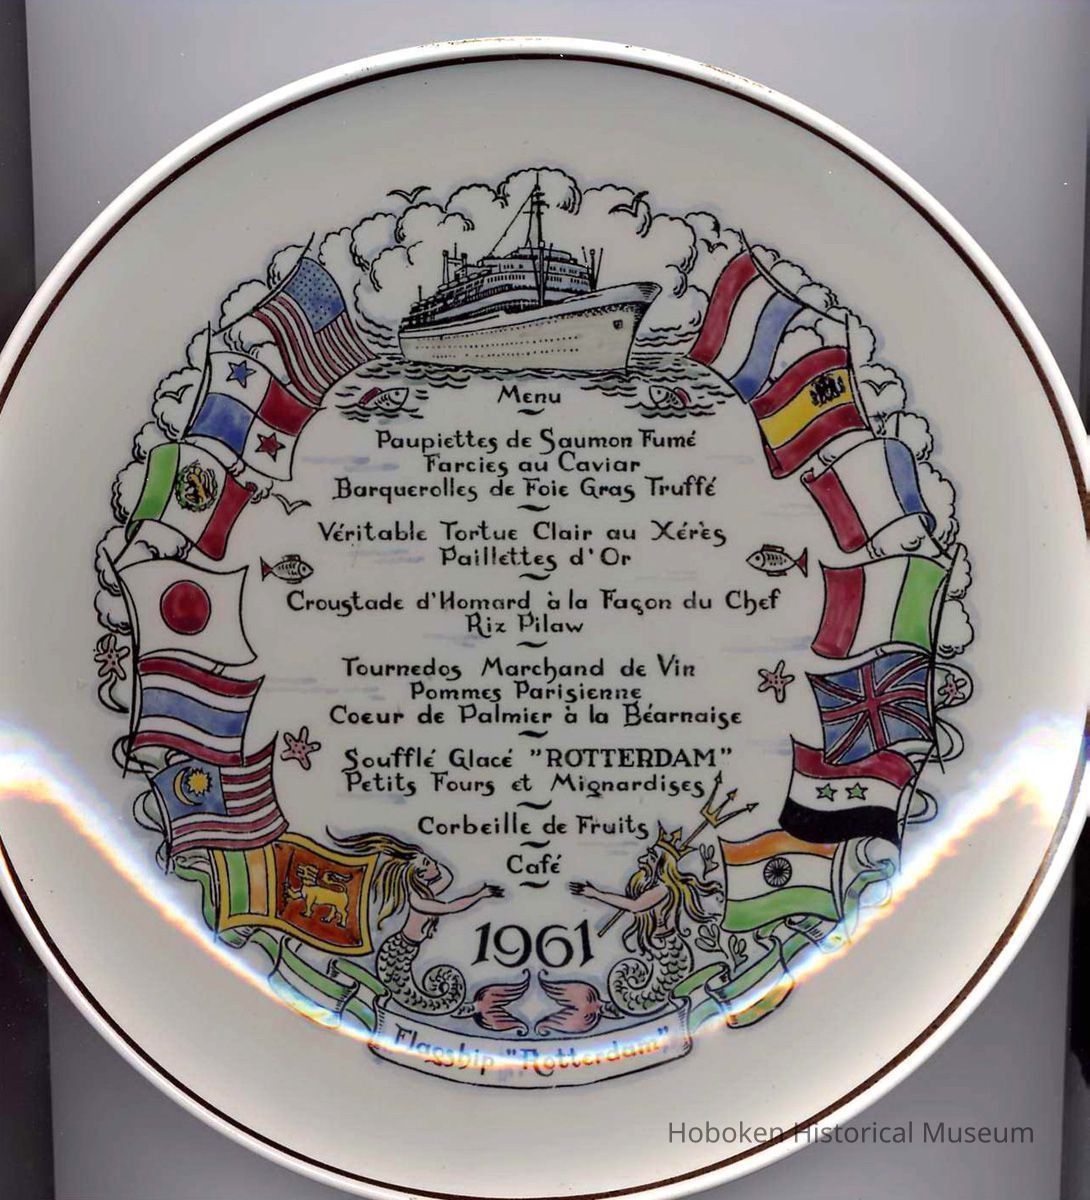 Menu
Paupiettes de Saumon Fumé
Farcies au Caviar
Barquerolles de Foie Gras Truffé
Véritable Tortue Clair au Xérès
Paillettes d'Or
Croustade d'Homard à la Façon du Chef
Riz Pilaw
Tournedos Marchand de Vin
Pommes Parisienne
Coeur de Palmier à la Béarnaise
Soufflé Glacé "ROTTERDAM"
Petits Fours et Mignardises
Corbeille de Fruits
Café
1961
Flagship "Rotterdam"
Hoboken Historical Museum